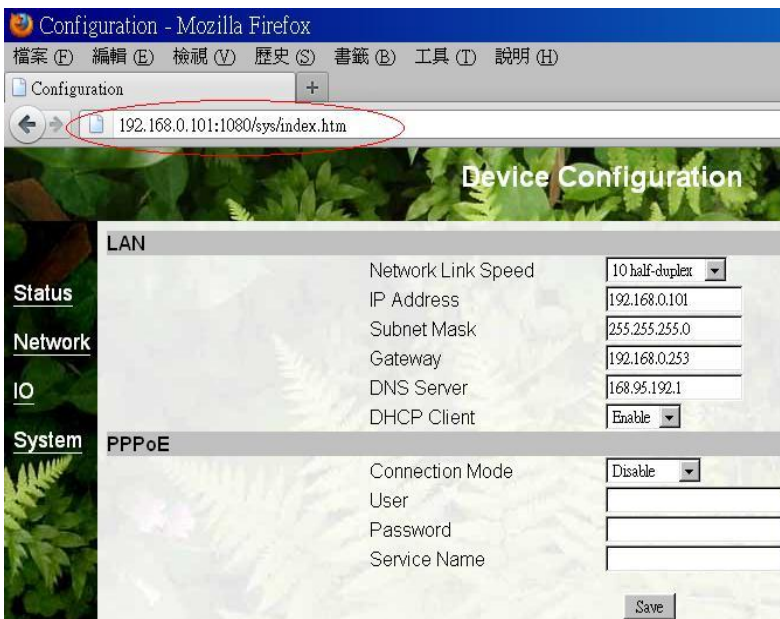 Configuration - Mozilla Firefox
檔案 (F) 編輯 (E) 檢視 (V) 歷史 (S) 書籤 (B) 工具 (T) 說明 (H)
Configuration +
192.168.0.101:1080/sys/index.htm
Device Configuration
Status
Network
IO
System
LAN
Network Link Speed 10 half-duplex
IP Address 192.168.0.101
Subnet Mask 255.255.255.0
Gateway 192.168.0.253
DNS Server 168.95.192.1
DHCP Client Enable
PPPoE
Connection Mode Disable
User
Password
Service Name
Save